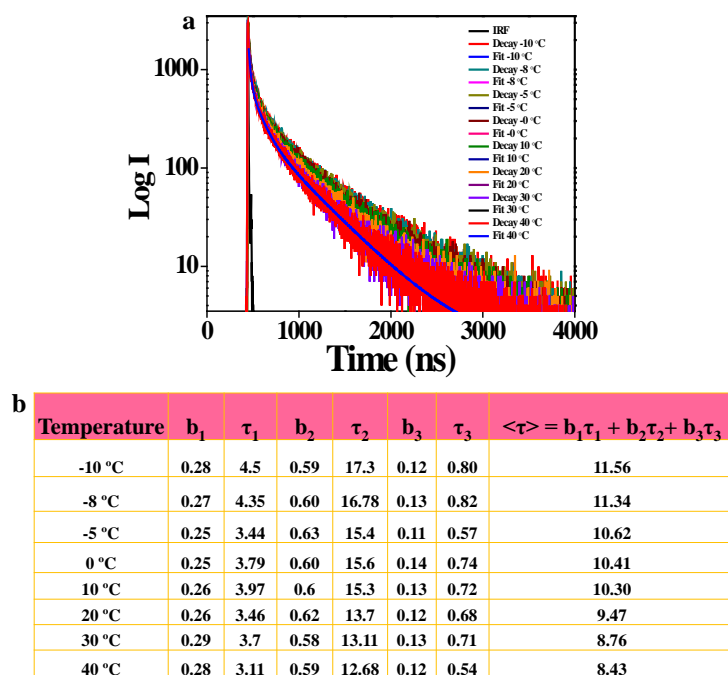 a
IRF
Decay -10 °C
Fit -10 °C
Decay -8 °C
Fit -8 °C
Decay -5 °C
Fit -5 °C
Decay -0 °C
Fit -0 °C
Decay 10 °C
Fit 10 °C
Decay 20 °C
Fit 20 °C
Decay 30 °C
Fit 30 °C
Decay 40 °C
Fit 40 °C
Log I
1000
100
10
0 1000 2000 3000 4000
Time (ns)
b
Temperature b₁ τ₁ b₂ τ₂ b₃ τ₃ <τ> = b₁τ₁ + b₂τ₂+ b₃τ₃
-10 °C 0.28 4.5 0.59 17.3 0.12 0.80 11.56
-8 °C 0.27 4.35 0.60 16.78 0.13 0.82 11.34
-5 °C 0.25 3.44 0.63 15.4 0.11 0.57 10.62
0 °C 0.25 3.79 0.60 15.6 0.14 0.74 10.41
10 °C 0.26 3.97 0.6 15.3 0.13 0.72 10.30
20 °C 0.26 3.46 0.62 13.7 0.12 0.68 9.47
30 °C 0.29 3.7 0.58 13.11 0.13 0.71 8.76
40 °C 0.28 3.11 0.59 12.68 0.12 0.54 8.43